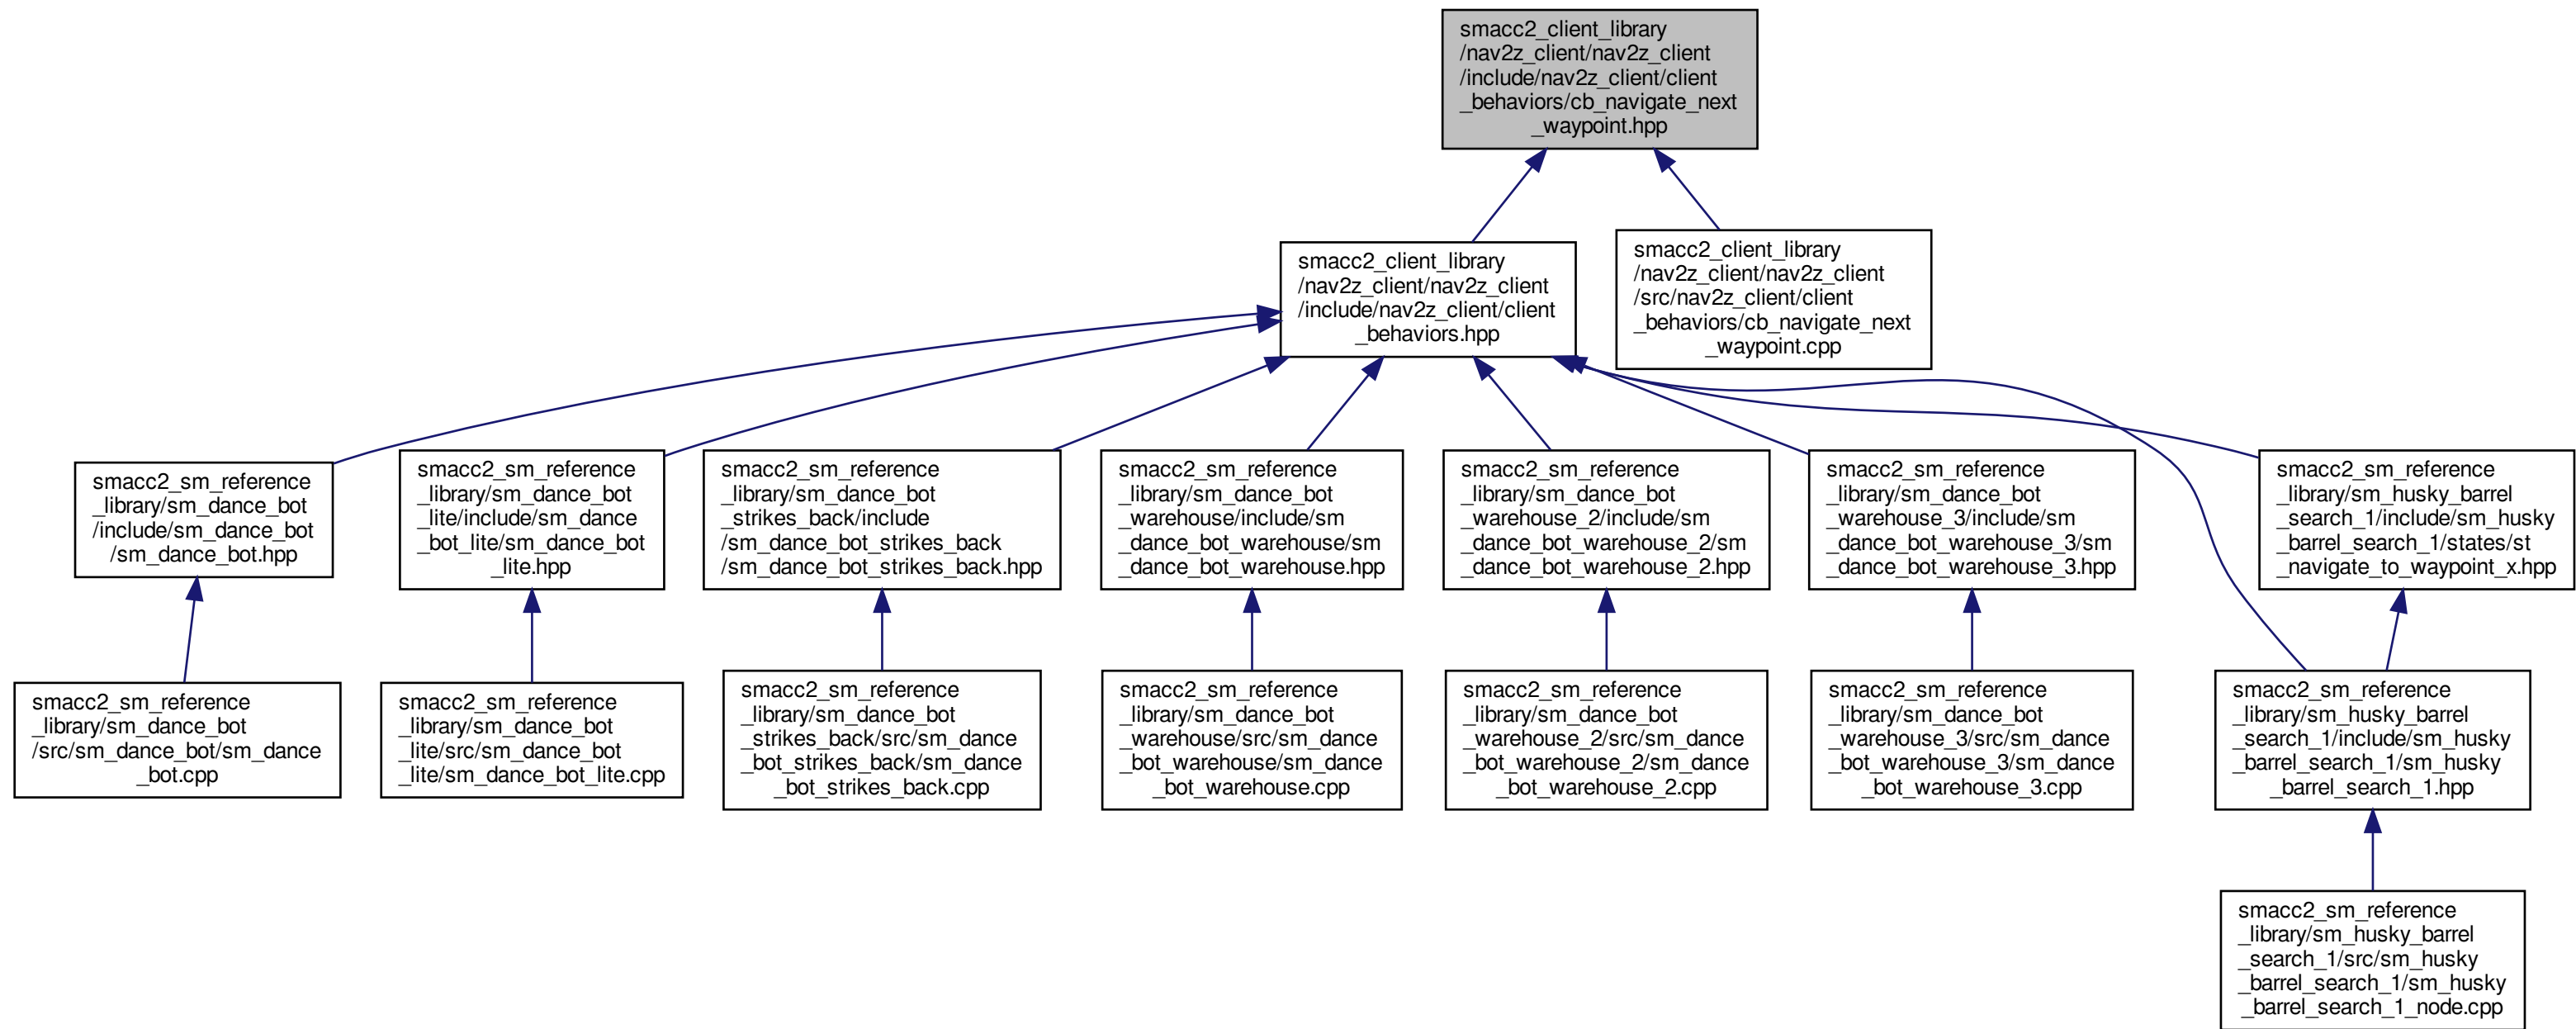 smacc2_client_library
/nav2z_client/nav2z_client
/include/nav2z_client/client
_behaviors/cb_navigate_next
_waypoint.hpp
smacc2_client_library
/nav2z_client/nav2z_client
/include/nav2z_client/client
_behaviors.hpp
smacc2_client_library
/nav2z_client/nav2z_client
/src/nav2z_client/client
_behaviors/cb_navigate_next
_waypoint.cpp
smacc2_sm_reference
_library/sm_dance_bot
/include/sm_dance_bot
/sm_dance_bot.hpp
smacc2_sm_reference
_library/sm_dance_bot
_lite/include/sm_dance
_bot_lite/sm_dance_bot
_lite.hpp
smacc2_sm_reference
_library/sm_dance_bot
_strikes_back/include
/sm_dance_bot_strikes_back
/sm_dance_bot_strikes_back.hpp
smacc2_sm_reference
_library/sm_dance_bot
_warehouse/include/sm
_dance_bot_warehouse/sm
_dance_bot_warehouse.hpp
smacc2_sm_reference
_library/sm_dance_bot
_warehouse_2/include/sm
_dance_bot_warehouse_2/sm
_dance_bot_warehouse_2.hpp
smacc2_sm_reference
_library/sm_dance_bot
_warehouse_3/include/sm
_dance_bot_warehouse_3/sm
_dance_bot_warehouse_3.hpp
smacc2_sm_reference
_library/sm_husky_barrel
_search_1/include/sm_husky
_barrel_search_1/states/st
_navigate_to_waypoint_x.hpp
smacc2_sm_reference
_library/sm_dance_bot
/src/sm_dance_bot/sm_dance
_bot.cpp
smacc2_sm_reference
_library/sm_dance_bot
_lite/src/sm_dance_bot
_lite/sm_dance_bot_lite.cpp
smacc2_sm_reference
_library/sm_dance_bot
_strikes_back/src/sm_dance
_bot_strikes_back/sm_dance
_bot_strikes_back.cpp
smacc2_sm_reference
_library/sm_dance_bot
_warehouse/src/sm_dance
_bot_warehouse/sm_dance
_bot_warehouse.cpp
smacc2_sm_reference
_library/sm_dance_bot
_warehouse_2/src/sm_dance
_bot_warehouse_2/sm_dance
_bot_warehouse_2.cpp
smacc2_sm_reference
_library/sm_dance_bot
_warehouse_3/src/sm_dance
_bot_warehouse_3/sm_dance
_bot_warehouse_3.cpp
smacc2_sm_reference
_library/sm_husky_barrel
_search_1/include/sm_husky
_barrel_search_1/sm_husky
_barrel_search_1.hpp
smacc2_sm_reference
_library/sm_husky_barrel
_search_1/src/sm_husky
_barrel_search_1/sm_husky
_barrel_search_1_node.cpp